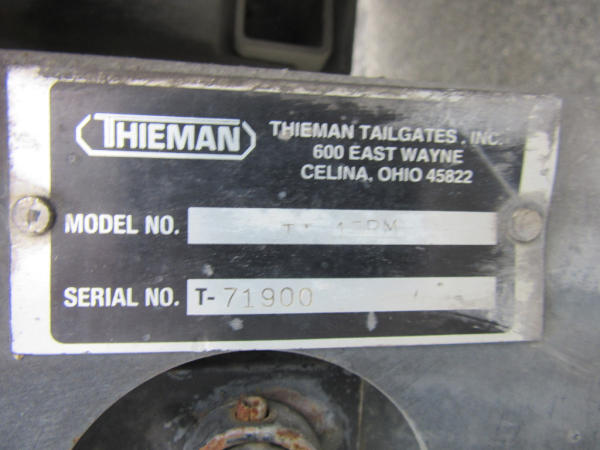 THIEMAN
THIEMAN TAILGATES, INC.
600 EAST WAYNE
CELINA, OHIO 45822
MODEL NO.
SERIAL NO. T-71900